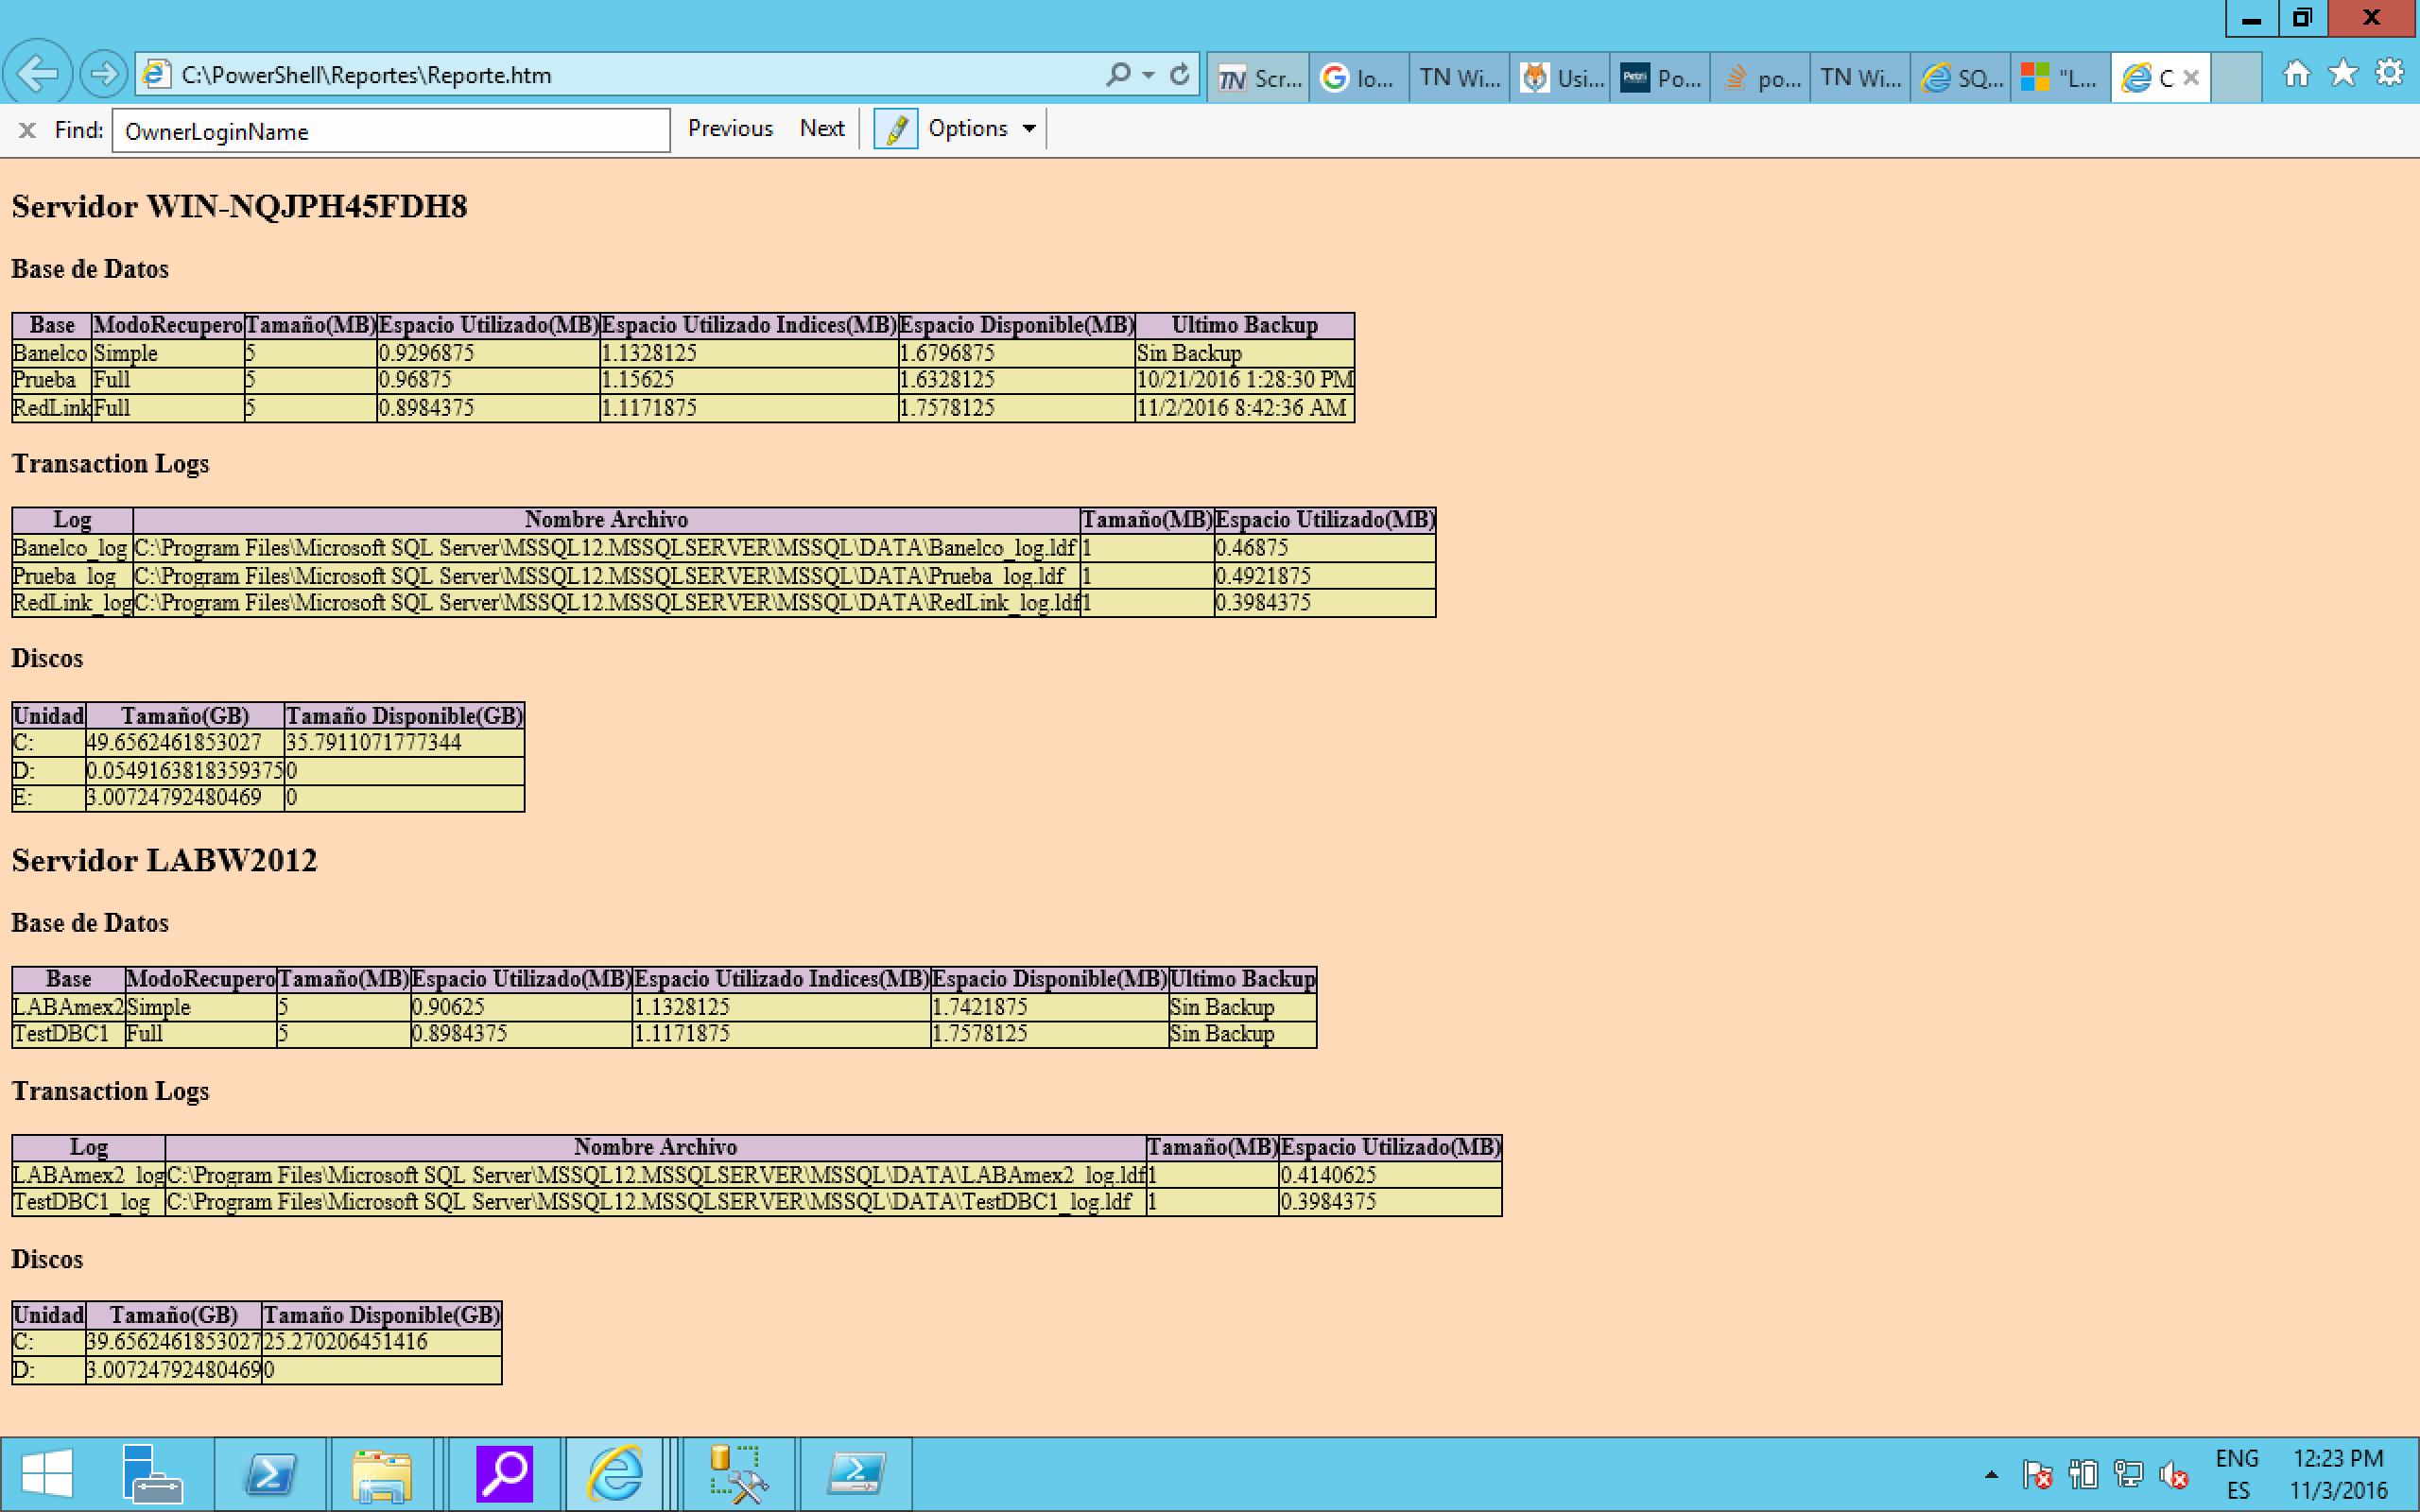 C:\PowerShell\Reportes\Reporte.htm
TN Scr...
lo...
TN Wi...
Usi...
Petri Po...
po...
TN Wi...
SQ...
"L...
C
Find: OwnerLoginName Previous Next Options
Servidor WIN-NQJPH45FDH8
Base de Datos
Base ModoRecupero Tamaño(MB) Espacio Utilizado(MB) Espacio Utilizado Indices(MB) Espacio Disponible(MB) Ultimo Backup
Banelco Simple 5 0.9296875 1.1328125 1.6796875 Sin Backup
Prueba Full 5 0.96875 1.15625 1.6328125 10/21/2016 1:28:30 PM
RedLink Full 5 0.8984375 1.1171875 1.7578125 11/2/2016 8:42:36 AM
Transaction Logs
Log Nombre Archivo Tamaño(MB) Espacio Utilizado(MB)
Banelco_log C:\Program Files\Microsoft SQL Server\MSSQL12.MSSQLSERVER\MSSQL\DATA\Banelco_log.ldf 1 0.46875
Prueba_log C:\Program Files\Microsoft SQL Server\MSSQL12.MSSQLSERVER\MSSQL\DATA\Prueba_log.ldf 1 0.4921875
RedLink_log C:\Program Files\Microsoft SQL Server\MSSQL12.MSSQLSERVER\MSSQL\DATA\RedLink_log.ldf 1 0.3984375
Discos
Unidad Tamaño(GB) Tamaño Disponible(GB)
C: 49.6562461853027 35.7911071777344
D: 0.0549163818359375 0
E: 3.00724792480469 0
Servidor LABW2012
Base de Datos
Base ModoRecupero Tamaño(MB) Espacio Utilizado(MB) Espacio Utilizado Indices(MB) Espacio Disponible(MB) Ultimo Backup
LABAmex2 Simple 5 0.90625 1.1328125 1.7421875 Sin Backup
TestDBC1 Full 5 0.8984375 1.1171875 1.7578125 Sin Backup
Transaction Logs
Log Nombre Archivo Tamaño(MB) Espacio Utilizado(MB)
LABAmex2_log C:\Program Files\Microsoft SQL Server\MSSQL12.MSSQLSERVER\MSSQL\DATA\LABAmex2_log.ldf 1 0.4140625
TestDBC1_log C:\Program Files\Microsoft SQL Server\MSSQL12.MSSQLSERVER\MSSQL\DATA\TestDBC1_log.ldf 1 0.3984375
Discos
Unidad Tamaño(GB) Tamaño Disponible(GB)
C: 39.6562461853027 25.270206451416
D: 3.00724792480469 0
ENG 12:23 PM
ES 11/3/2016